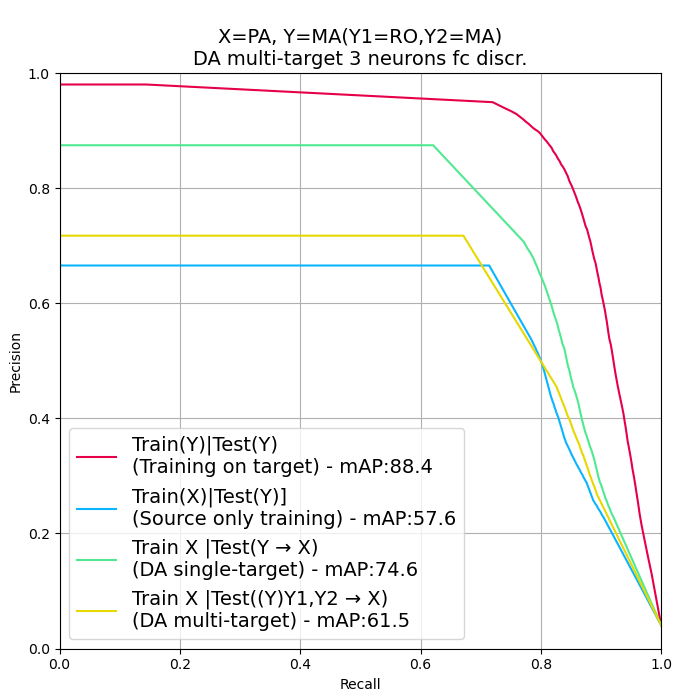 X=PA, Y=MA(Y1=RO,Y2=MA)
DA multi-target 3 neurons fc discr.
1.0
0.8
0.6
0.4
0.2
0.0
Precision
Train(Y)|Test(Y)
(Training on target) - mAP:88.4
Train(X)|Test(Y)]
(Source only training) - mAP:57.6
Train X |Test(Y → X)
(DA single-target) - mAP:74.6
Train X |Test((Y)Y1,Y2 → X)
(DA multi-target) - mAP:61.5
0.0 0.2 0.4 0.6 0.8 1.0
Recall